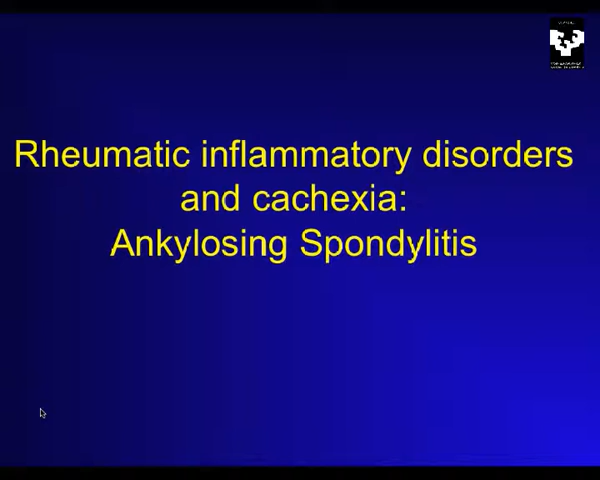 Rheumatic inflammatory disorders
and cachexia:
Ankylosing Spondylitis